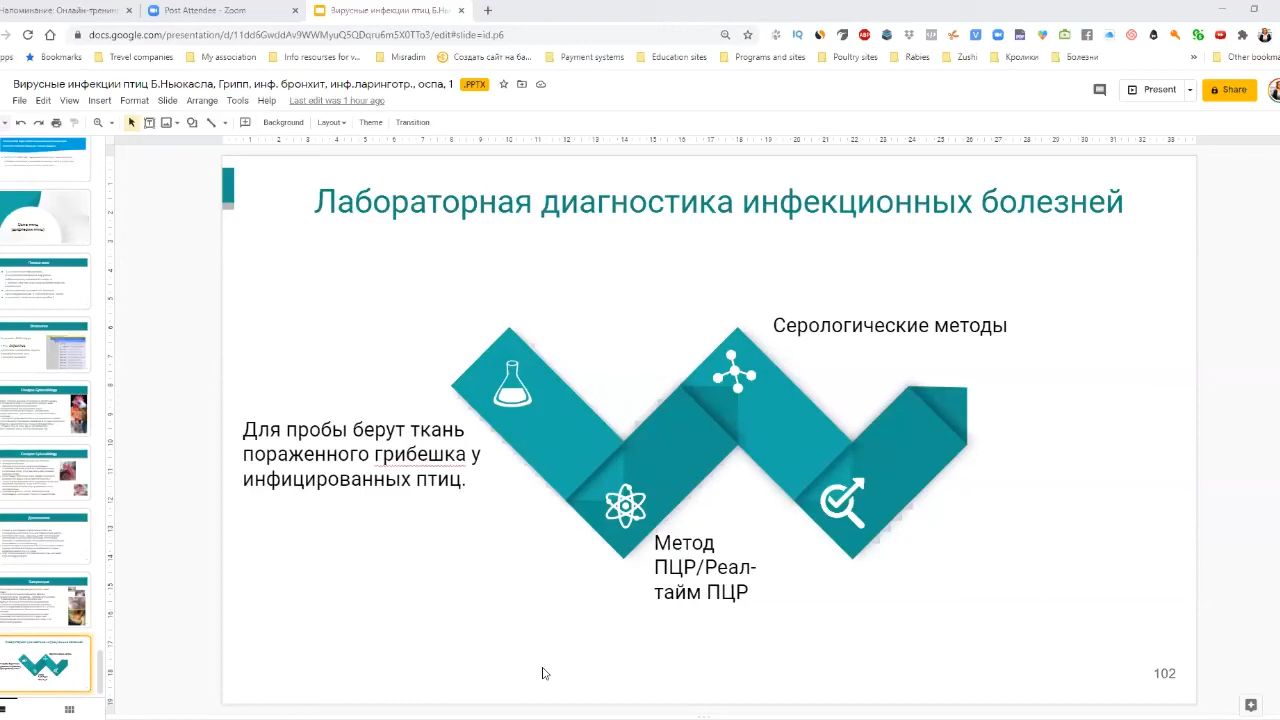 Напоминание: Онлайн-тренин
Post Attendee - Zoom
Вирусные инфекции птиц Б.Нь
docs.google.com/presentation/d/11dd6GwddAv9WWMyuQ5QDqru6m5X0TTo3/edit#slide=id.p6
Bookmarks
Travel companies
My association
Info resources for v...
Misradim
Создание сайт на ба...
Payment systems
Education sites
Programs and sites
Poultry sites
Rabies
Zushi
Кролики
Болезни
»
Other bookm
Вирусные инфекции птиц Б.Ньюкасла, Грипп, инф. бронхит, инф.ларинготр., оспа, 1
.PPTX
Present
Share
File Edit View Insert Format Slide Arrange Tools Help Last edit was 1 hour ago
Background Layout Theme Transition
Лабораторная диагностика инфекционных болезней
Серологические методы
Для пробы берут ткань
пораженного грибешка у
инфицированных птиц.
Метод
ПЦР/Реал-
тайм ПЦР
102